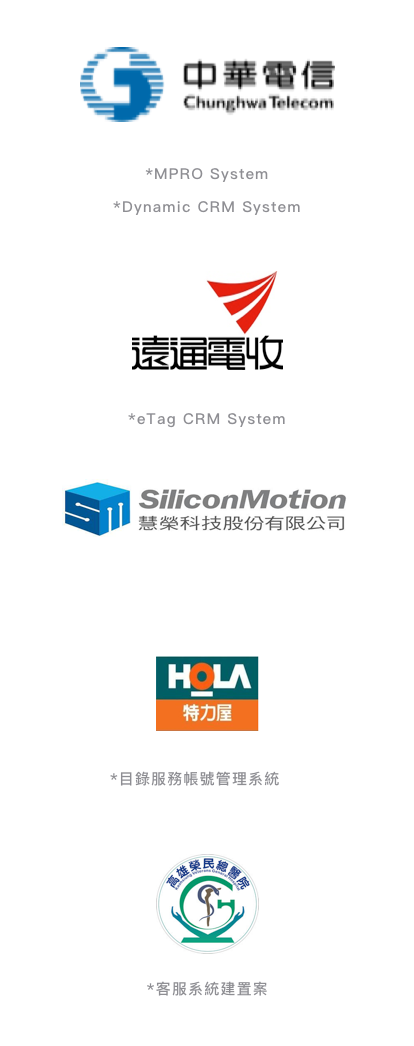 中華電信
Chunghwa Telecom
*MPRO System
*Dynamic CRM System
遠通電收
*eTag CRM System
SiliconMotion
慧榮科技股份有限公司
HOLA
特力屋
*目錄服務帳號管理系統
高雄榮民總醫院
*客服系統建置案